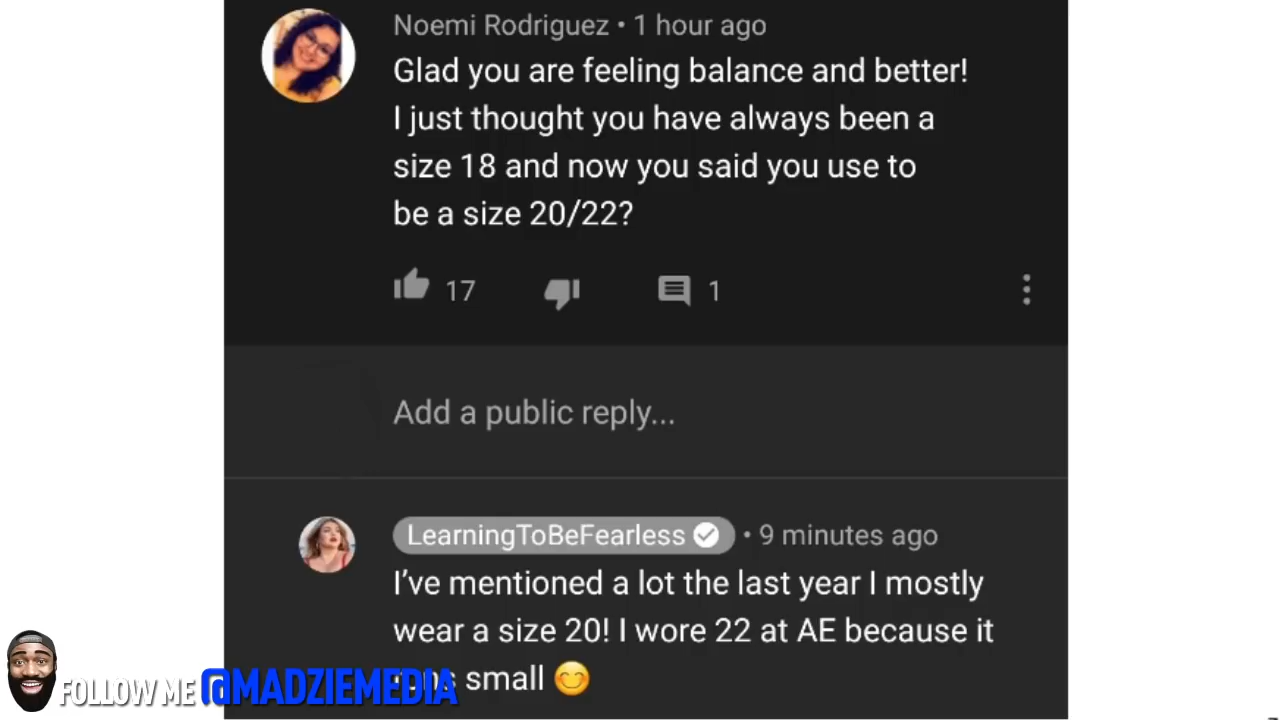 Noemi Rodriguez • 1 hour ago
Glad you are feeling balance and better!
I just thought you have always been a
size 18 and now you said you use to
be a size 20/22?
17
1
Add a public reply...
LearningToBeFearless • 9 minutes ago
I've mentioned a lot the last year I mostly
wear a size 20! I wore 22 at AE because it
small 😊
FOLLOW ME @MADZIEMEDIA